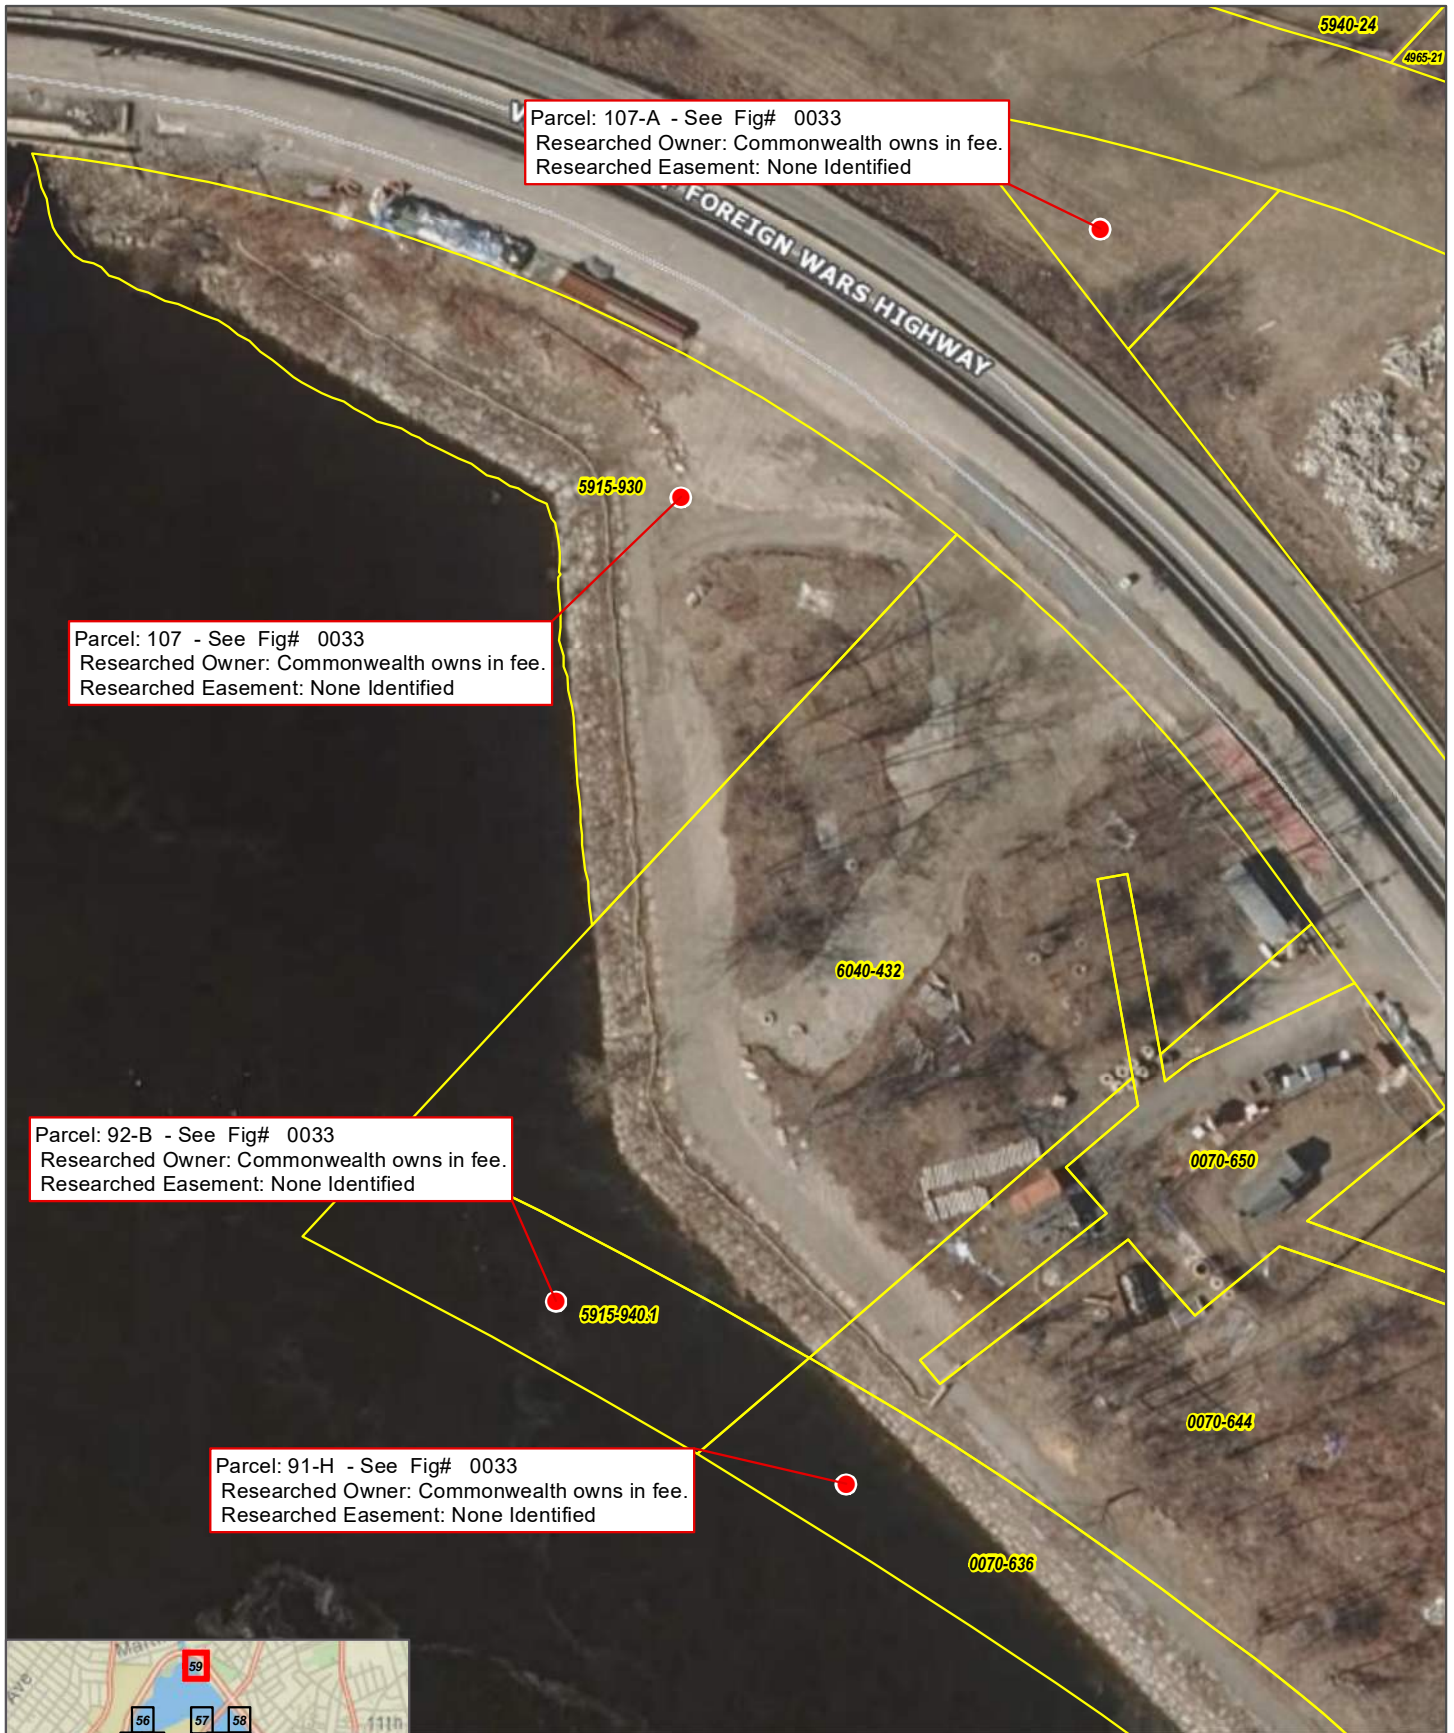 5940-24
4965-21
Parcel: 107-A - See Fig# 0033
Researched Owner: Commonwealth owns in fee.
Researched Easement: None Identified
FOREIGN WARS HIGHWAY
5915-930
Parcel: 107 - See Fig# 0033
Researched Owner: Commonwealth owns in fee.
Researched Easement: None Identified
6040-432
Parcel: 92-B - See Fig# 0033
Researched Owner: Commonwealth owns in fee.
Researched Easement: None Identified
0070-650
5915-940.1
0070-644
Parcel: 91-H - See Fig# 0033
Researched Owner: Commonwealth owns in fee.
Researched Easement: None Identified
0070-636
59
Ave
56
57
58